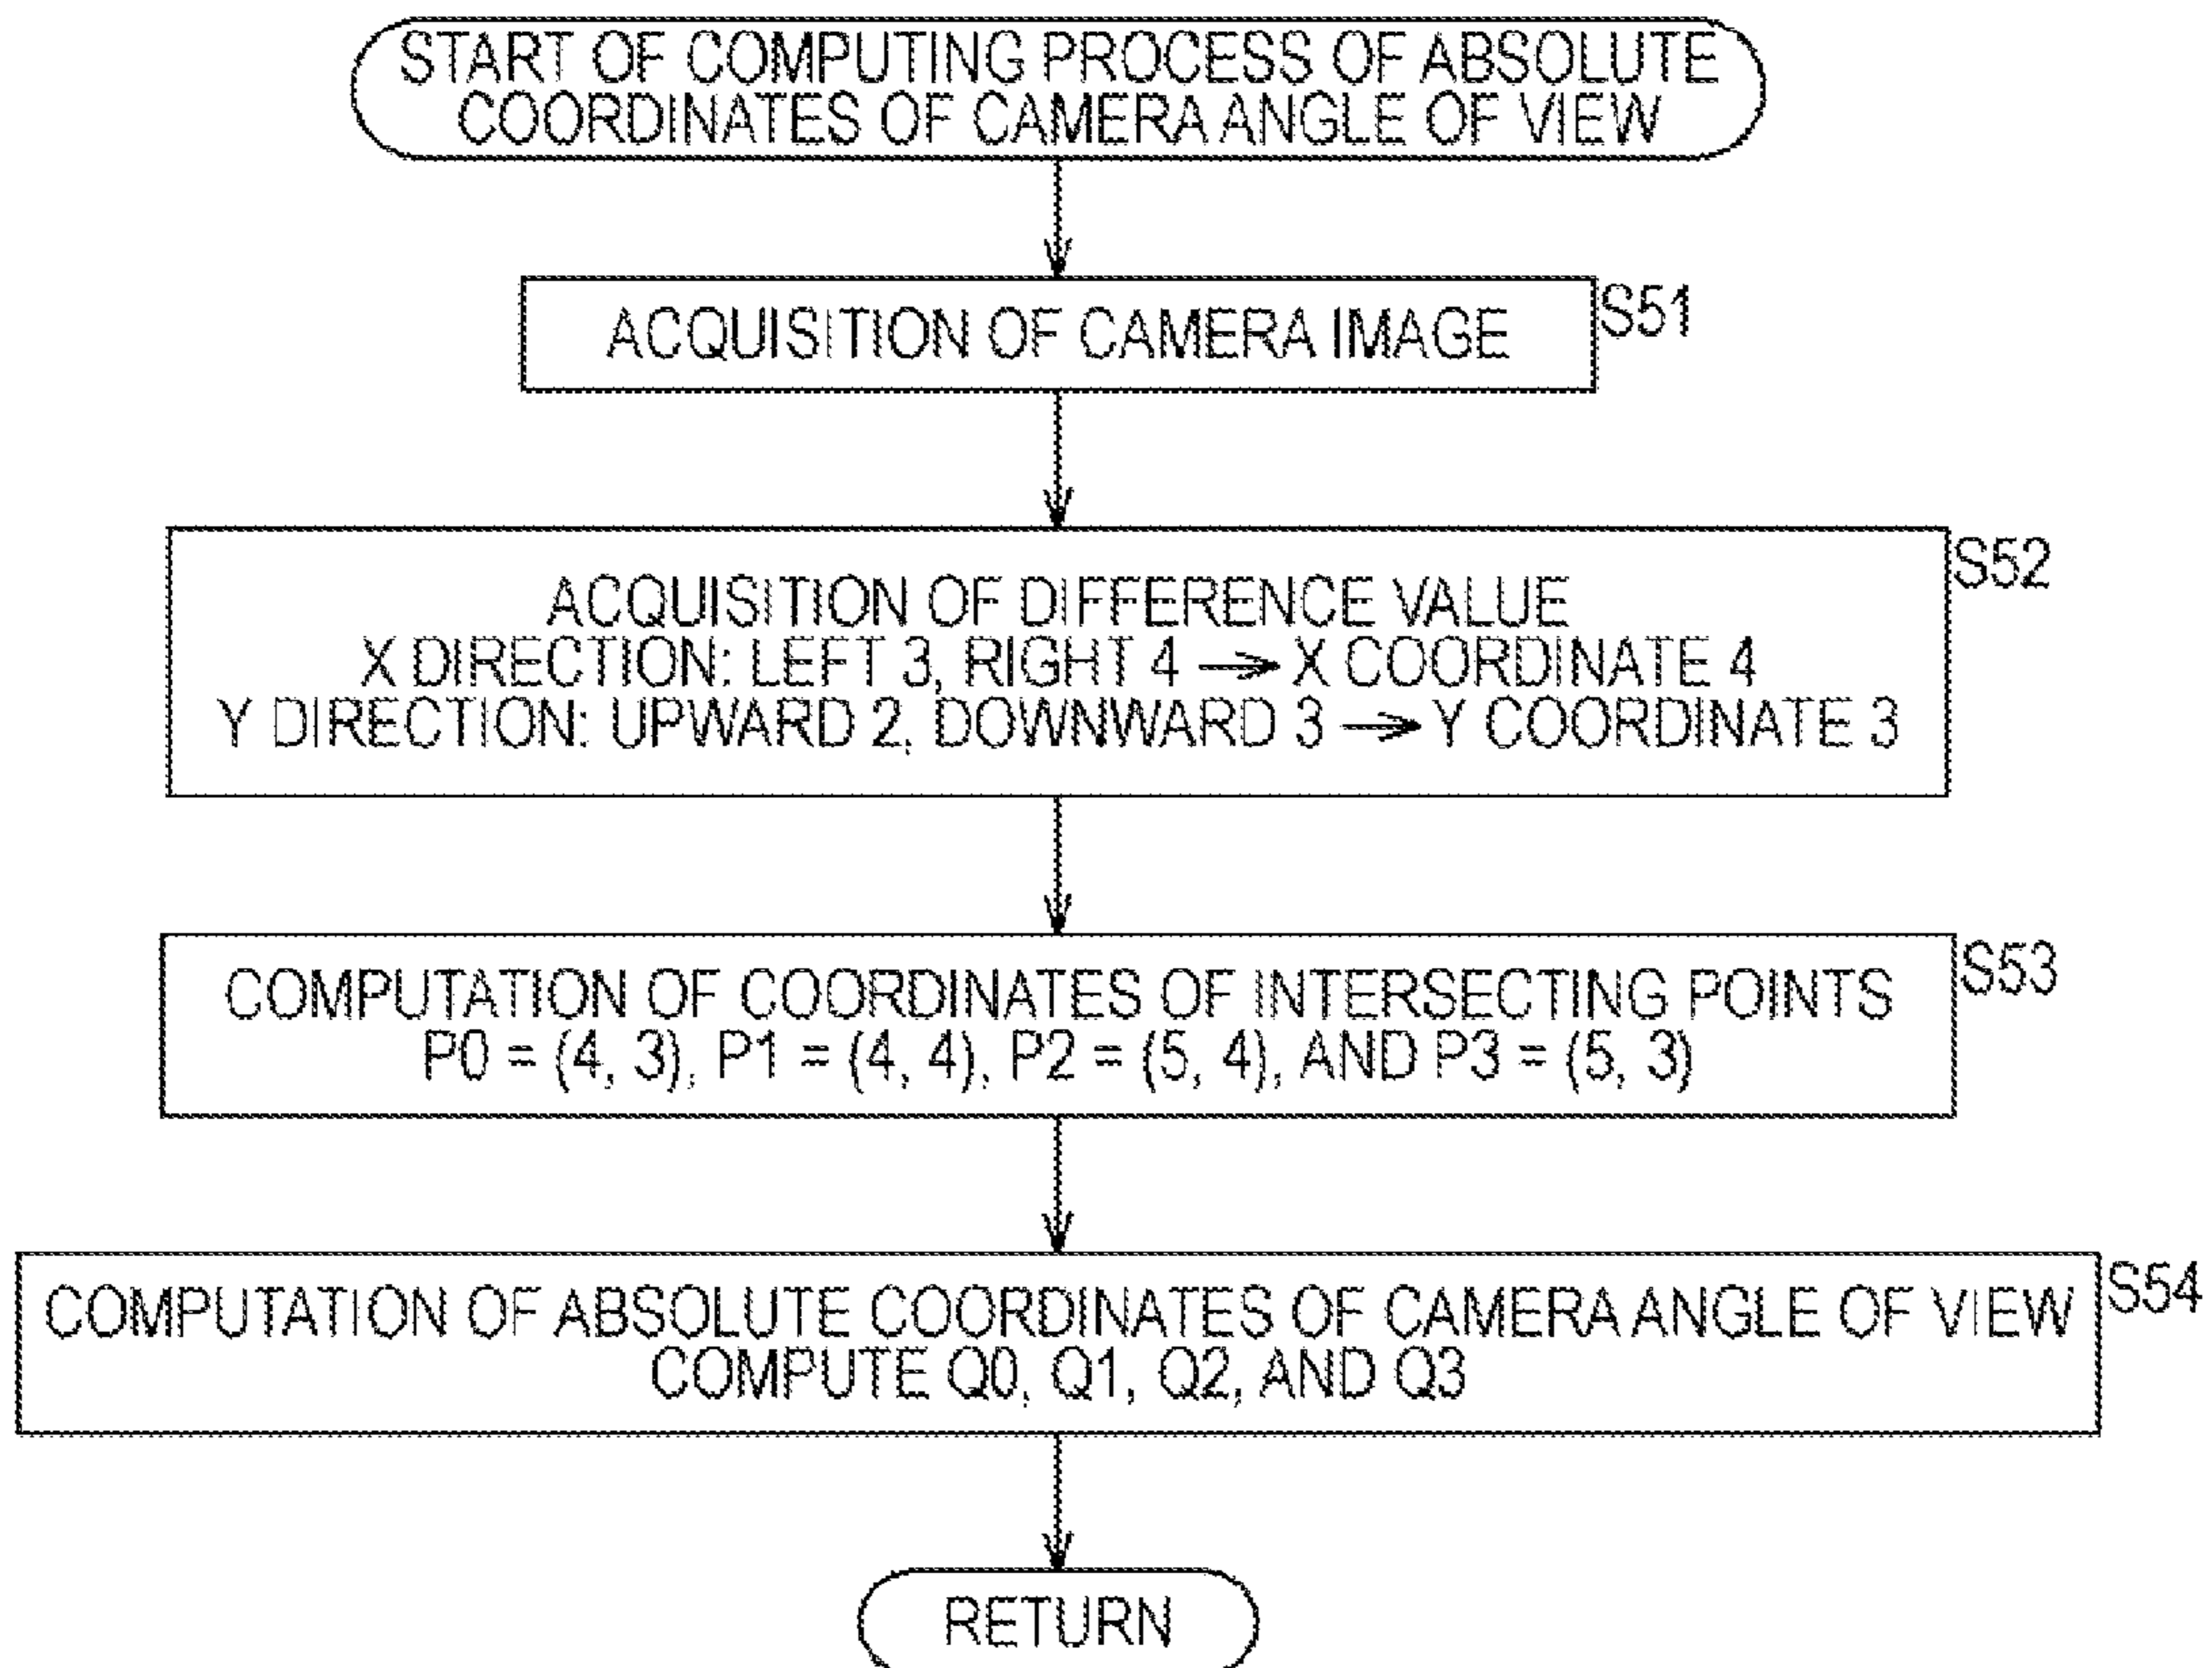 START OF COMPUTING PROCESS OF ABSOLUTE
COORDINATES OF CAMERA ANGLE OF VIEW
ACQUISITION OF CAMERA IMAGE
S51
ACQUISITION OF DIFFERENCE VALUE
X DIRECTION: LEFT 3, RIGHT 4 → X COORDINATE 4
Y DIRECTION: UPWARD 2, DOWNWARD 3 → Y COORDINATE 3
S52
COMPUTATION OF COORDINATES OF INTERSECTING POINTS
P0 = (4, 3), P1 = (4, 4), P2 = (5, 4), AND P3 = (5, 3)
S53
COMPUTATION OF ABSOLUTE COORDINATES OF CAMERA ANGLE OF VIEW
COMPUTE Q0, Q1, Q2, AND Q3
S54
RETURN